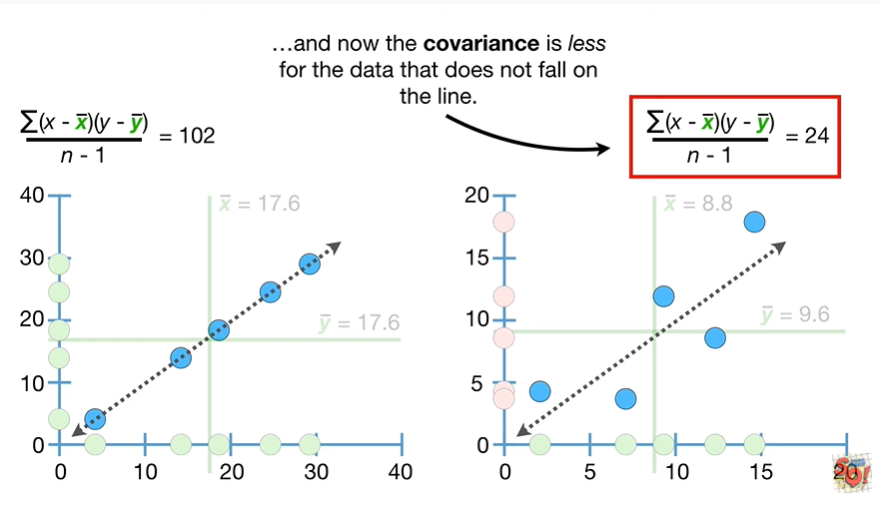 ...and now the covariance is less
for the data that does not fall on
the line.
∑(x - x̅)(y - y̅)
n - 1
= 102
∑(x - x̅)(y - y̅)
n - 1
= 24
40
30
20
10
0
0
10
20
30
40
x̅ = 17.6
y̅ = 17.6
20
15
10
5
0
0
5
10
15
20
x̅ = 8.8
y̅ = 9.6